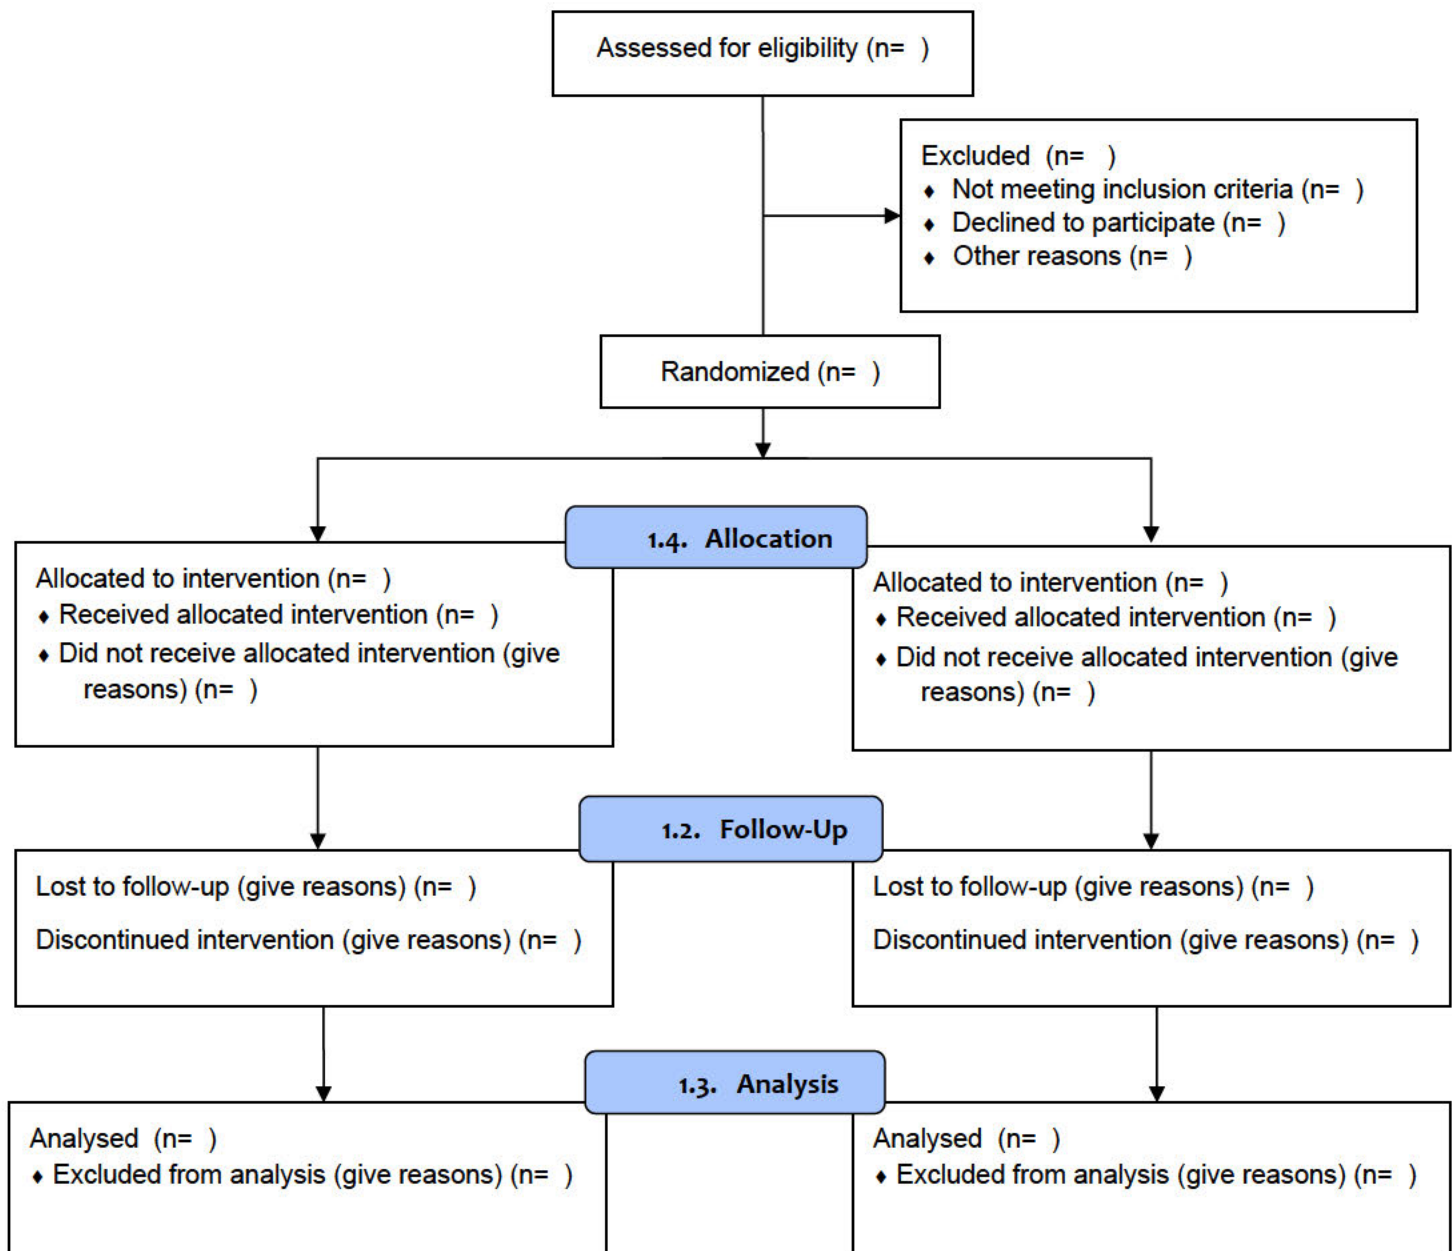 Assessed for eligibility (n=  )
Excluded  (n=   )
♦ Not meeting inclusion criteria (n=  )
♦ Declined to participate (n=  )
♦ Other reasons (n=  )
Randomized (n=  )
1.4. Allocation
Allocated to intervention (n=  )
♦ Received allocated intervention (n=  )
♦ Did not receive allocated intervention (give
reasons) (n=  )
Allocated to intervention (n=  )
♦ Received allocated intervention (n=  )
♦ Did not receive allocated intervention (give
reasons) (n=  )
1.2. Follow-Up
Lost to follow-up (give reasons) (n=  )
Discontinued intervention (give reasons) (n=  )
Lost to follow-up (give reasons) (n=  )
Discontinued intervention (give reasons) (n=  )
1.3. Analysis
Analysed  (n=  )
♦ Excluded from analysis (give reasons) (n=  )
Analysed  (n=  )
♦ Excluded from analysis (give reasons) (n=  )